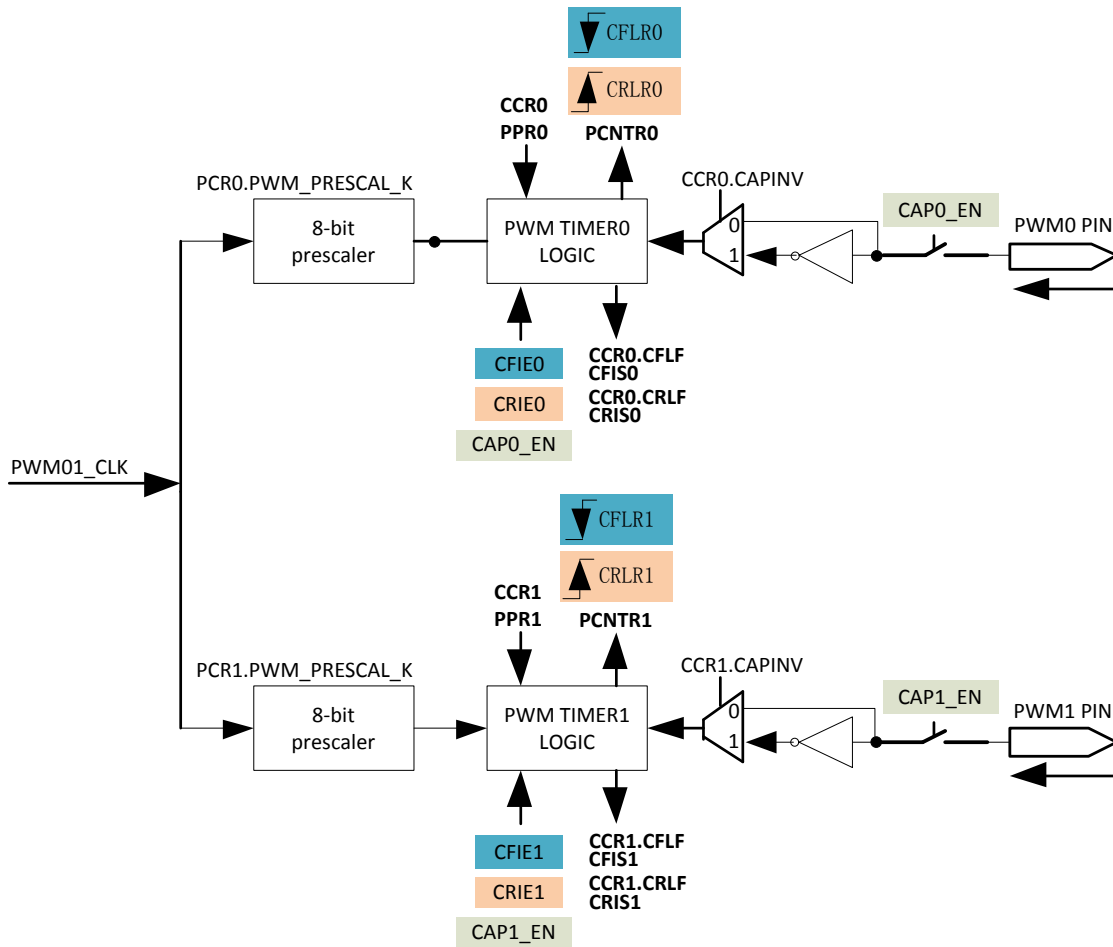 CFLR0
CRLR0
CCR0
PPR0
PCNTR0
PCR0.PWM_PRESCAL_K
CCR0.CAPINV
8-bit
prescaler
PWM TIMER0
LOGIC
0
1
CAP0_EN
PWM0 PIN
CFIE0
CRIE0
CAP0_EN
CCR0.CFLF
CFIS0
CCR0.CRLF
CRIS0
PWM01_CLK
CFLR1
CRLR1
CCR1
PPR1
PCNTR1
PCR1.PWM_PRESCAL_K
CCR1.CAPINV
8-bit
prescaler
PWM TIMER1
LOGIC
0
1
CAP1_EN
PWM1 PIN
CFIE1
CRIE1
CAP1_EN
CCR1.CFLF
CFIS1
CCR1.CRLF
CRIS1